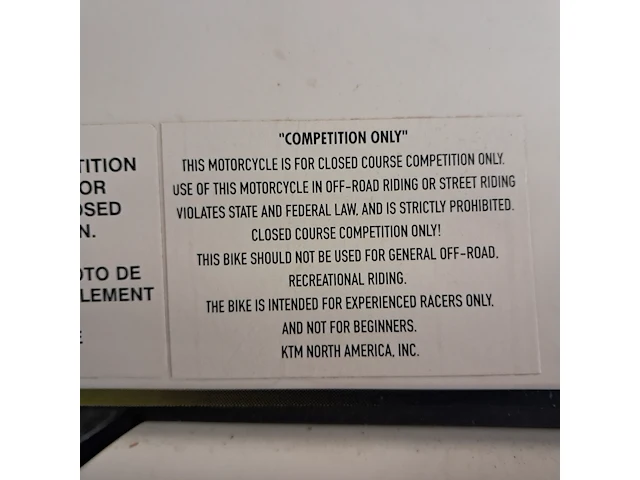 TITION
OR
OSED
N.
OTO DE
LEMENT
E
"COMPETITION ONLY"
THIS MOTORCYCLE IS FOR CLOSED COURSE COMPETITION ONLY.
USE OF THIS MOTORCYCLE IN OFF-ROAD RIDING OR STREET RIDING
VIOLATES STATE AND FEDERAL LAW, AND IS STRICTLY PROHIBITED.
CLOSED COURSE COMPETITION ONLY!
THIS BIKE SHOULD NOT BE USED FOR GENERAL OFF-ROAD,
RECREATIONAL RIDING.
THE BIKE IS INTENDED FOR EXPERIENCED RACERS ONLY,
AND NOT FOR BEGINNERS.
KTM NORTH AMERICA, INC.